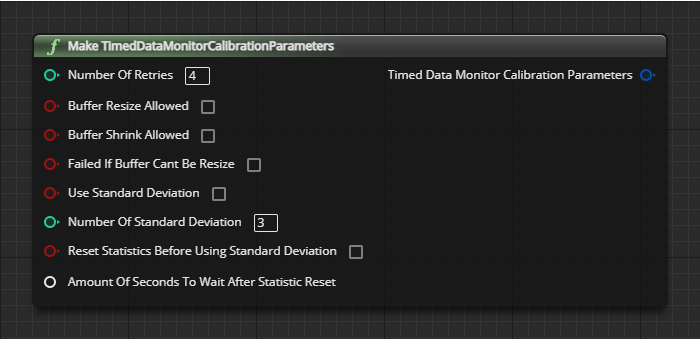 f Make TimedDataMonitorCalibrationParameters
Number Of Retries 4 Timed Data Monitor Calibration Parameters
Buffer Resize Allowed
Buffer Shrink Allowed
Failed If Buffer Cant Be Resize
Use Standard Deviation
Number Of Standard Deviation 3
Reset Statistics Before Using Standard Deviation
Amount Of Seconds To Wait After Statistic Reset